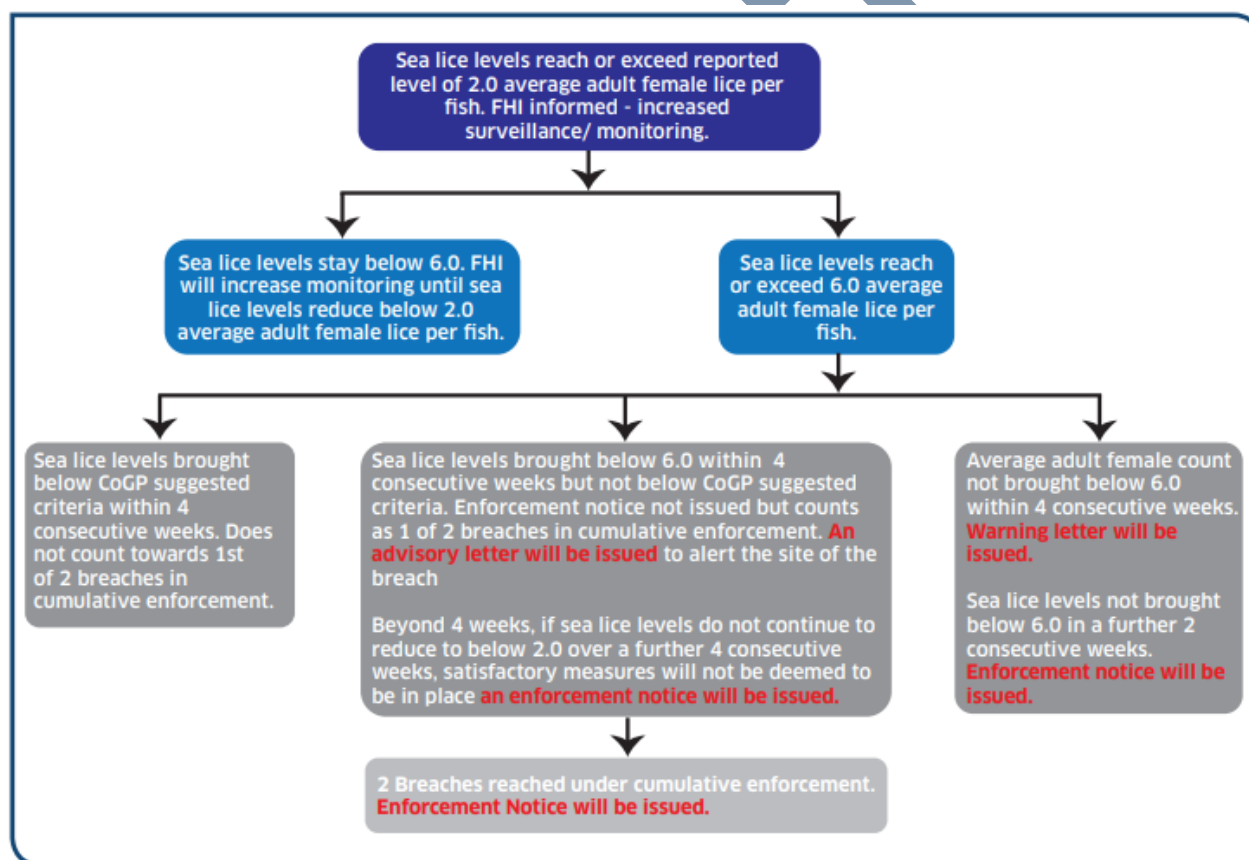 Sea lice levels reach or exceed reported
level of 2.0 average adult female lice per
fish. FHI informed - increased
surveillance/ monitoring.
Sea lice levels stay below 6.0. FHI
will increase monitoring until sea
lice levels reduce below 2.0
average adult female lice per fish.
Sea lice levels reach
or exceed 6.0 average
adult female lice per
fish.
Sea lice levels brought
below CoGP suggested
criteria within 4
consecutive weeks. Does
not count towards 1st
of 2 breaches in
cumulative enforcement.
Sea lice levels brought below 6.0 within 4
consecutive weeks but not below CoGP suggested
criteria. Enforcement notice not issued but counts
as 1 of 2 breaches in cumulative enforcement. An
advisory letter will be issued to alert the site of the
breach
Beyond 4 weeks, if sea lice levels do not continue to
reduce to below 2.0 over a further 4 consecutive
weeks, satisfactory measures will not be deemed to
be in place an enforcement notice will be issued.
Average adult female count
not brought below 6.0
within 4 consecutive weeks.
Warning letter will be
issued.
Sea lice levels not brought
below 6.0 in a further 2
consecutive weeks.
Enforcement notice will be
issued.
2 Breaches reached under cumulative enforcement.
Enforcement Notice will be issued.